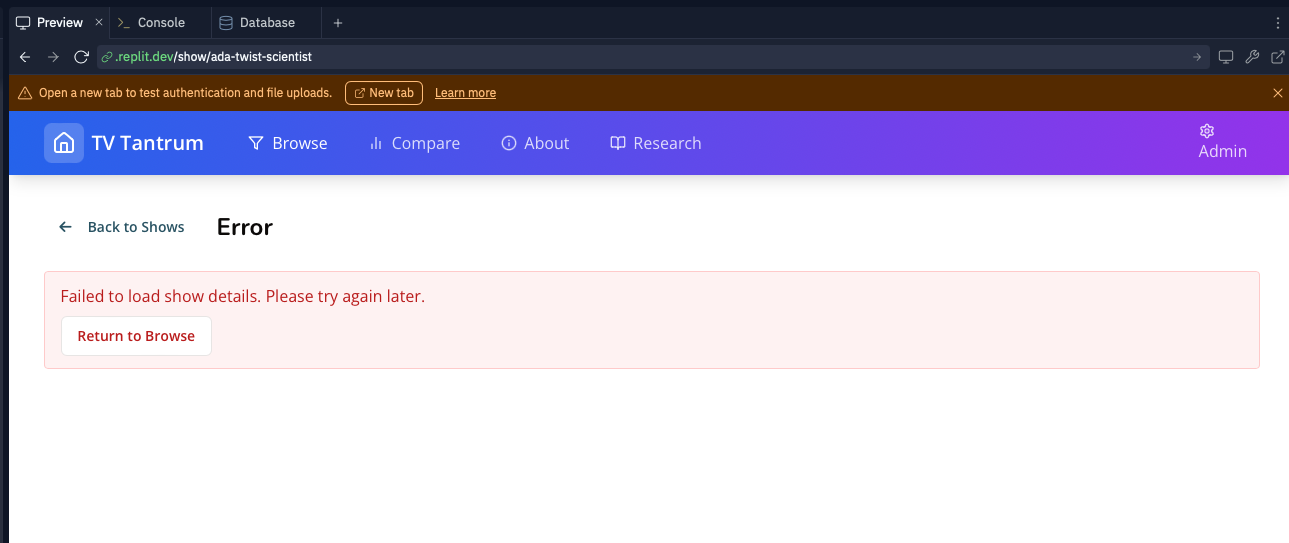 Preview × >_ Console Database +
.replit.dev/show/ada-twist-scientist
Open a new tab to test authentication and file uploads. New tab Learn more
TV Tantrum Browse Compare About Research Admin
Back to Shows Error
Failed to load show details. Please try again later.
Return to Browse